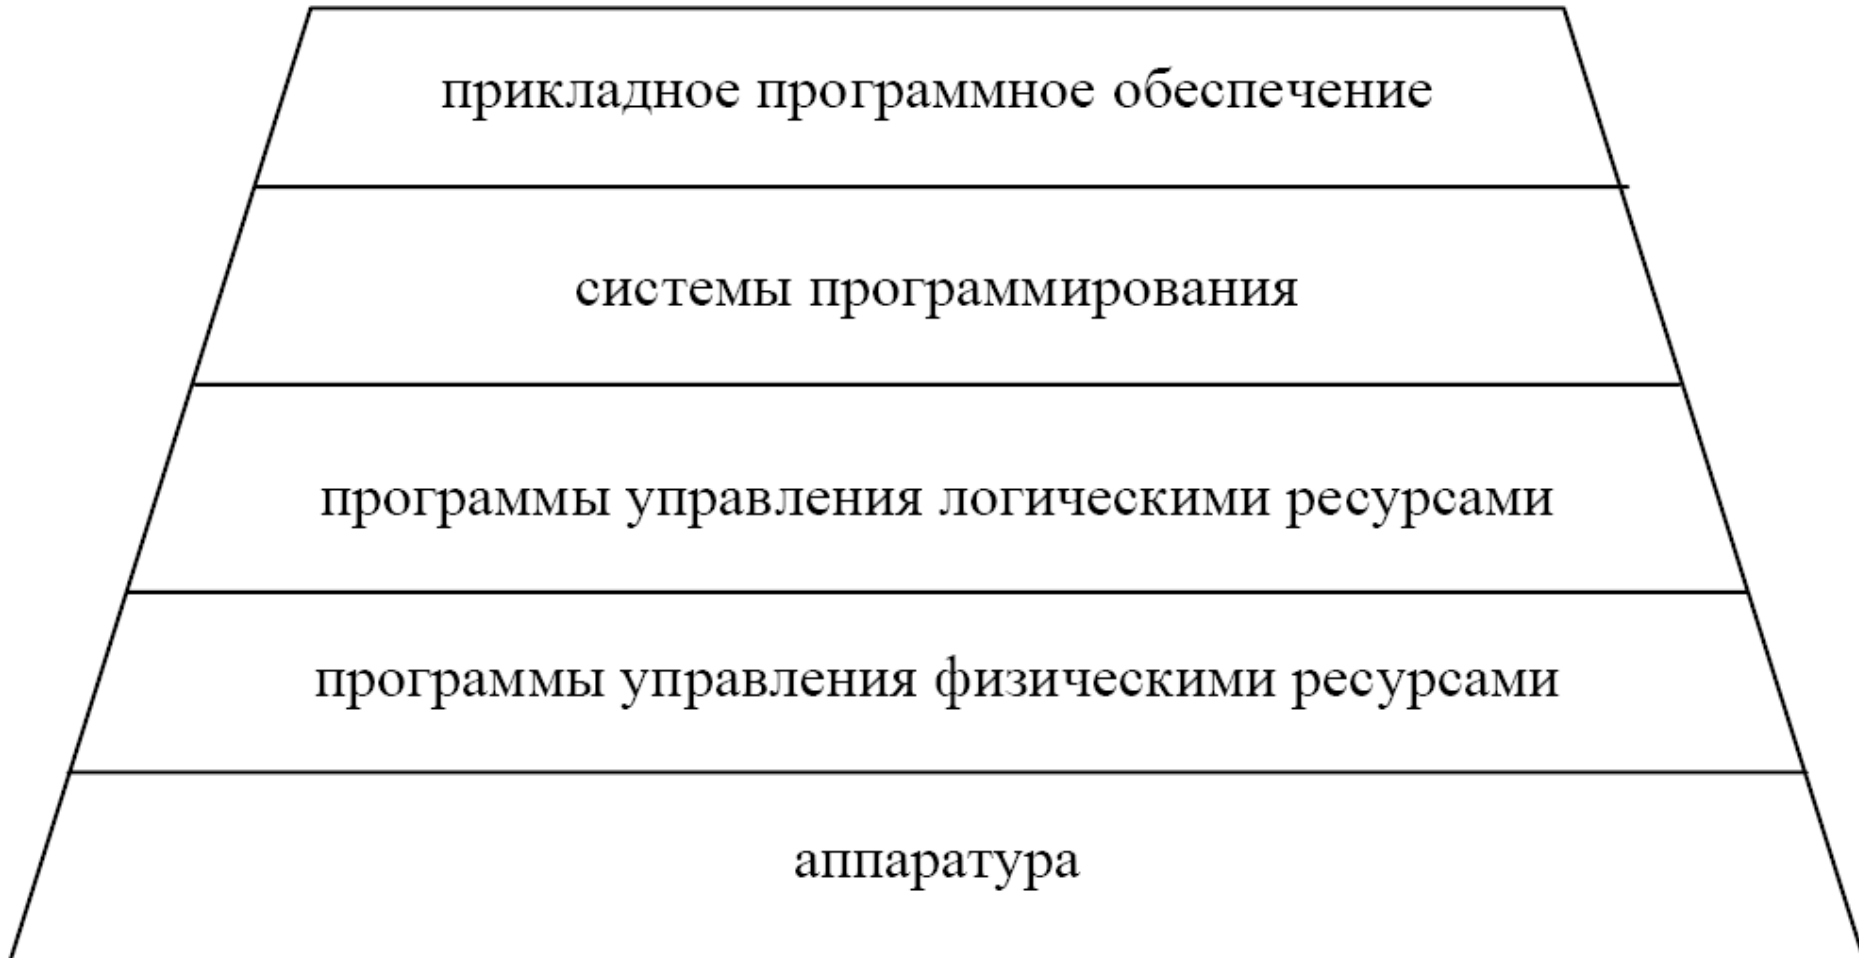 прикладное программное обеспечение
системы программирования
программы управления логическими ресурсами
программы управления физическими ресурсами
аппаратура